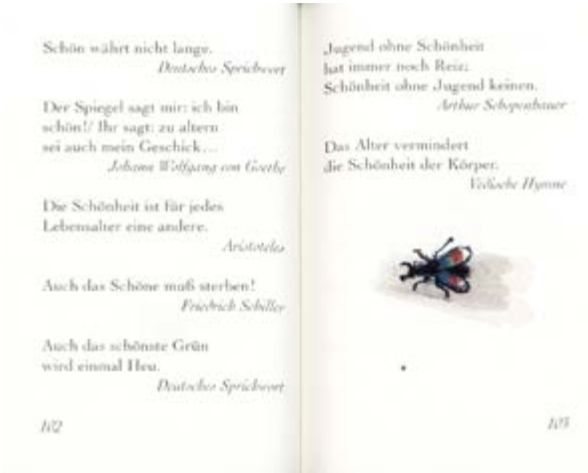 Schön währt nicht lange.
Deutsches Sprichwort
Der Spiegel sagt mir: ich bin
schön!/ Ihr sagt: zu altern
sei auch mein Geschick…
Johann Wolfgang von Goethe
Die Schönheit ist für jedes
Lebensalter eine andere.
Aristoteles
Auch das Schöne muß sterben!
Friedrich Schiller
Auch das schönste Grün
wird einmal Heu.
Deutsches Sprichwort
102
Jugend ohne Schönheit
hat immer noch Reiz;
Schönheit ohne Jugend keinen.
Arthur Schopenhauer
Das Alter vermindert
die Schönheit der Körper.
Vedische Hymne
103